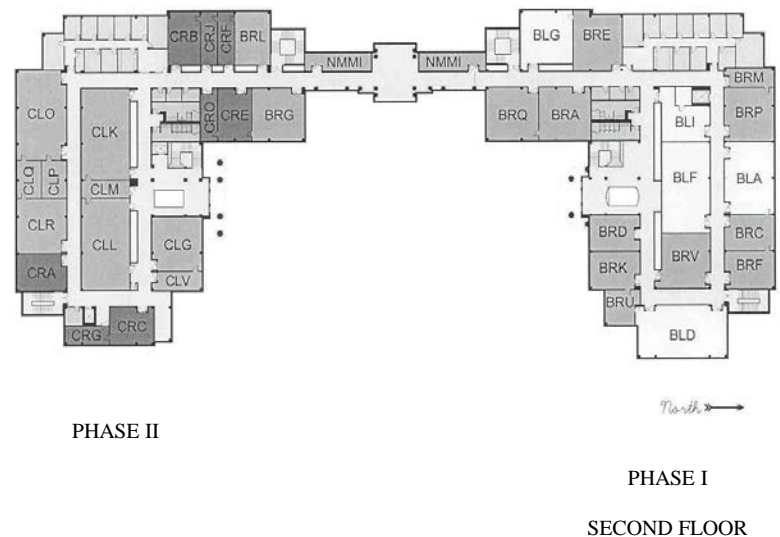 CRB CRJ CRF BRL
BLG BRE
NMMI NMMI
CLO
CLK
CRO CRE BRG
BRQ BRA
BLI
BRM
BRP
CLQ CLP
CLM
BLF
BLA
CLR
CLL
CLG
BRD
BRC
CRA
CLV
BRK
BRV
BRF
BRU
CRG CRC
BLD
North
PHASE II
PHASE I
SECOND FLOOR